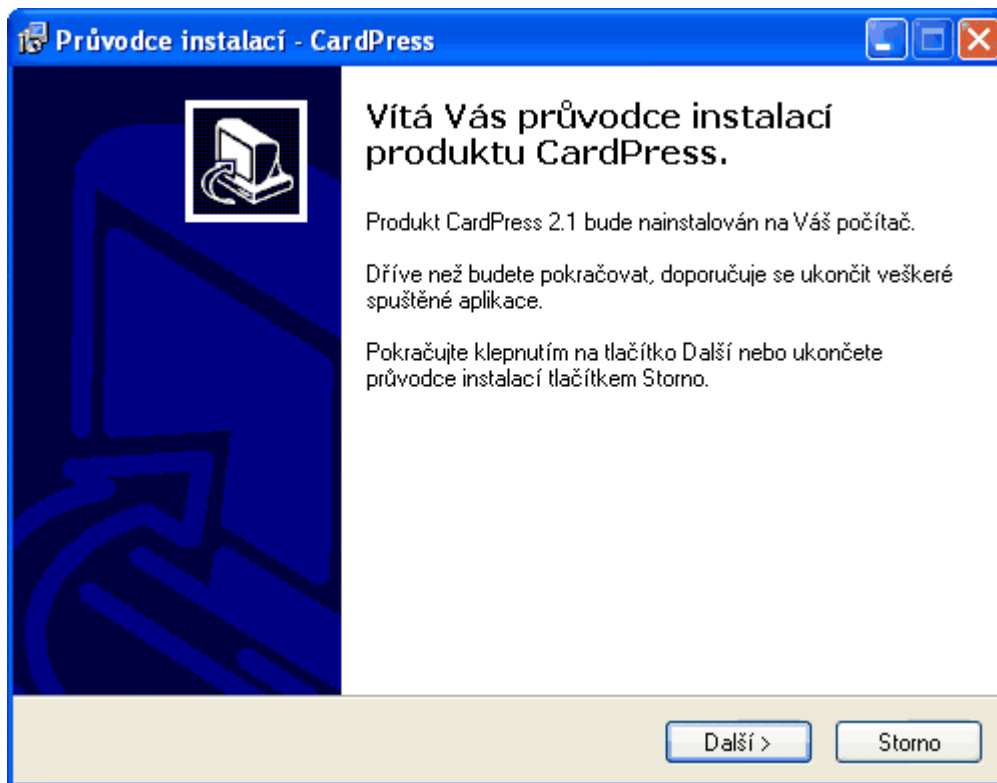 Průvodce instalací - CardPress
Vítá Vás průvodce instalací
produktu CardPress.
Produkt CardPress 2.1 bude nainstalován na Váš počítač.
Dříve než budete pokračovat, doporučuje se ukončit veškeré
spuštěné aplikace.
Pokračujte klepnutím na tlačítko Další nebo ukončete
průvodce instalací tlačítkem Storno.
Další >
Storno